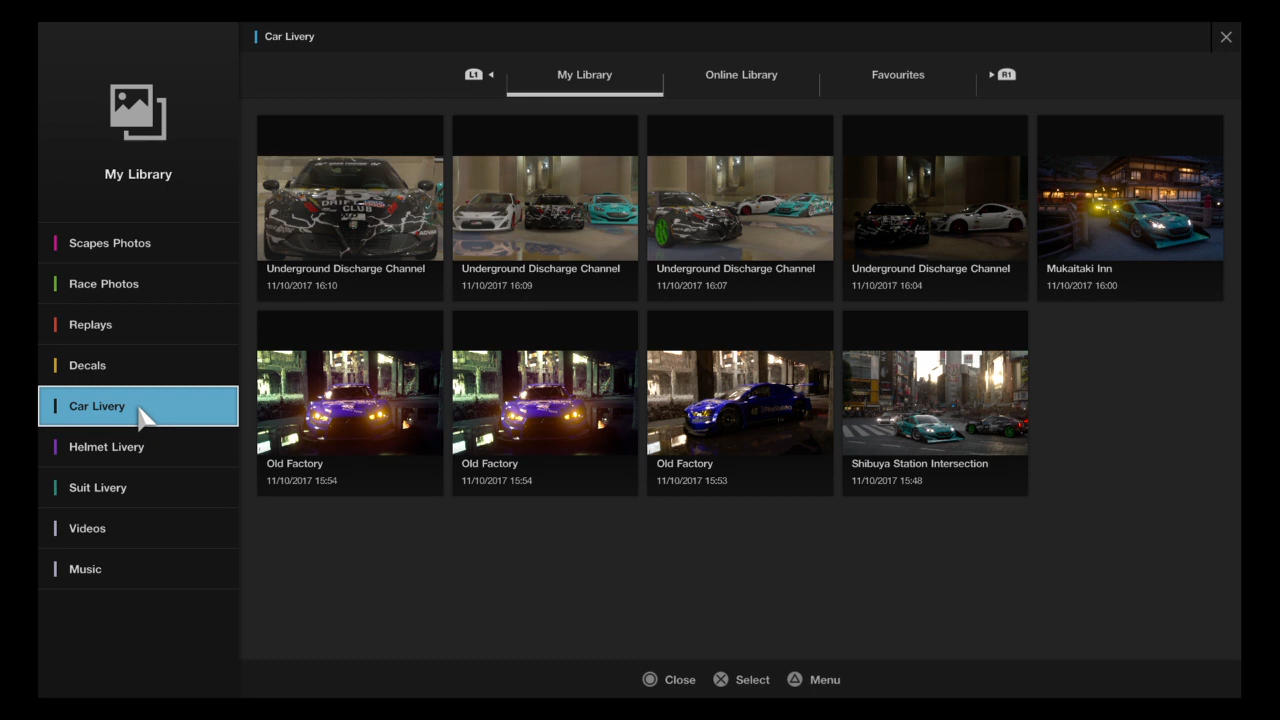 My Library
Scapes Photos
Race Photos
Replays
Decals
Car Livery
Helmet Livery
Suit Livery
Videos
Music
Car Livery
L1
My Library
Online Library
Favourites
R1
DRIFT
CLUB
Underground Discharge Channel
11/10/2017 16:10
Underground Discharge Channel
11/10/2017 16:09
Underground Discharge Channel
11/10/2017 16:07
Underground Discharge Channel
11/10/2017 16:04
Mukaitaki Inn
11/10/2017 16:00
Old Factory
11/10/2017 15:54
Old Factory
11/10/2017 15:54
Old Factory
11/10/2017 15:53
Shibuya Station Intersection
11/10/2017 15:48
Close
Select
Menu